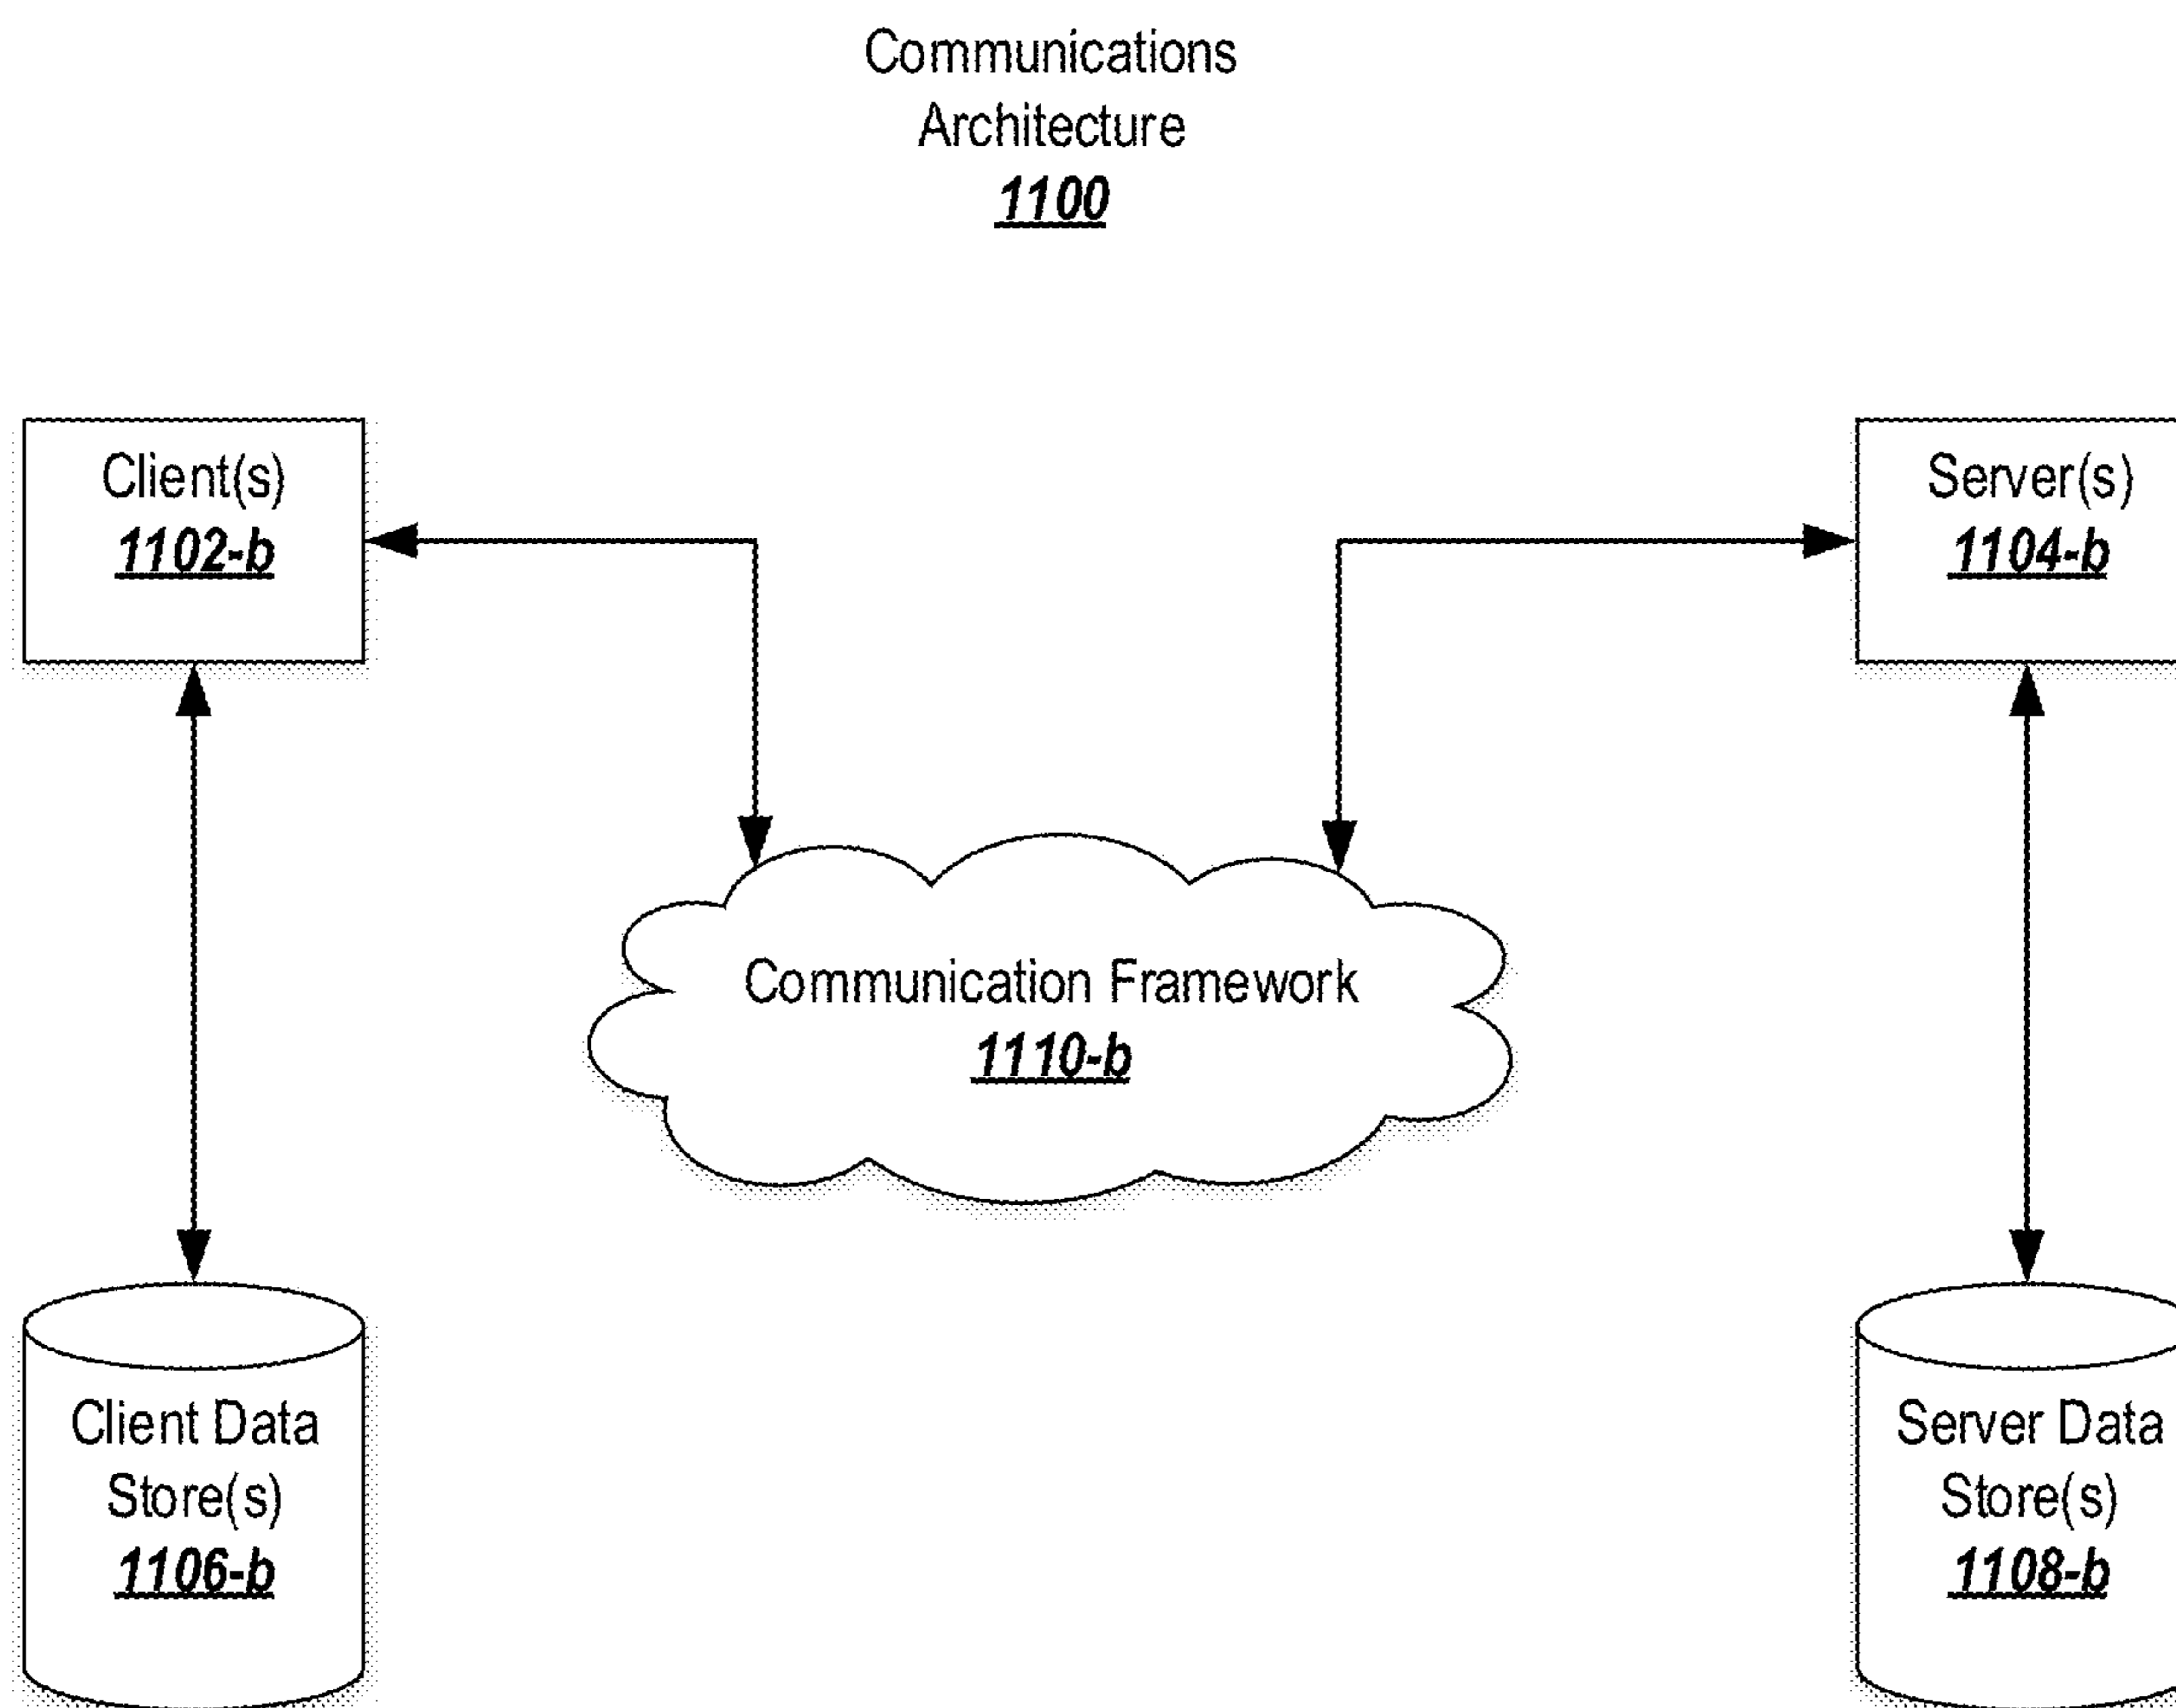 Communications
Architecture
1100
Client(s)
1102-b
Server(s)
1104-b
Communication Framework
1110-b
Client Data
Store(s)
1106-b
Server Data
Store(s)
1108-b